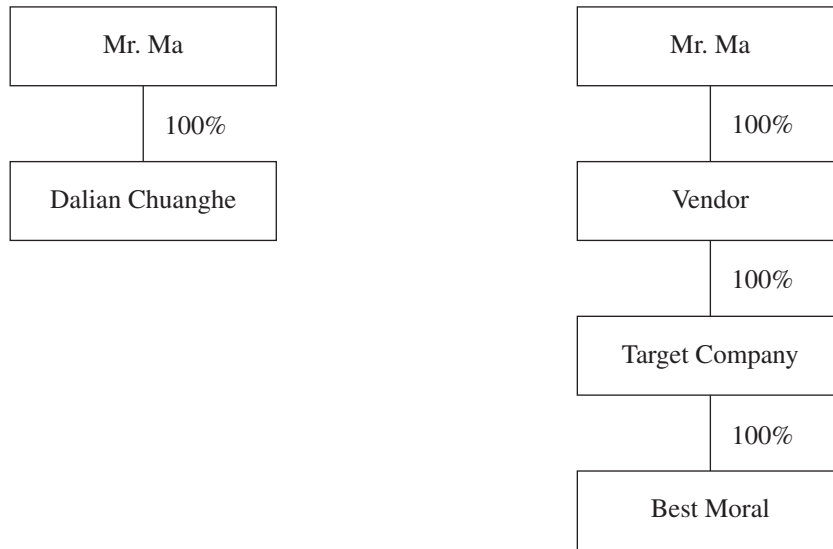 Mr. Ma
100%
Dalian Chuanghe
Mr. Ma
100%
Vendor
100%
Target Company
100%
Best Moral